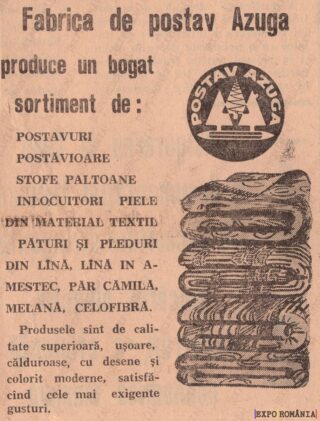 Fabrica de postav Azuga
produce un bogat
sortiment de:
POSTAV AZUGA
POSTAVURI
POSTĂVIOARE
STOFE PALTOANE
INLOCUITORI PIELE
DIN MATERIAL TEXTIL
PĂTURI ȘI PLEDURI
DIN LÎNĂ, LÎNĂ IN A-
MESTEC, PĂR CĂMILĂ,
MELANĂ, CELOFIBRĂ.
Produsele sint de cali-
tate superioară, ușoare,
călduroase, cu desene și
colorit moderne, satisfă-
cind cele mai exigente
gusturi.
EXPO ROMÂNIA